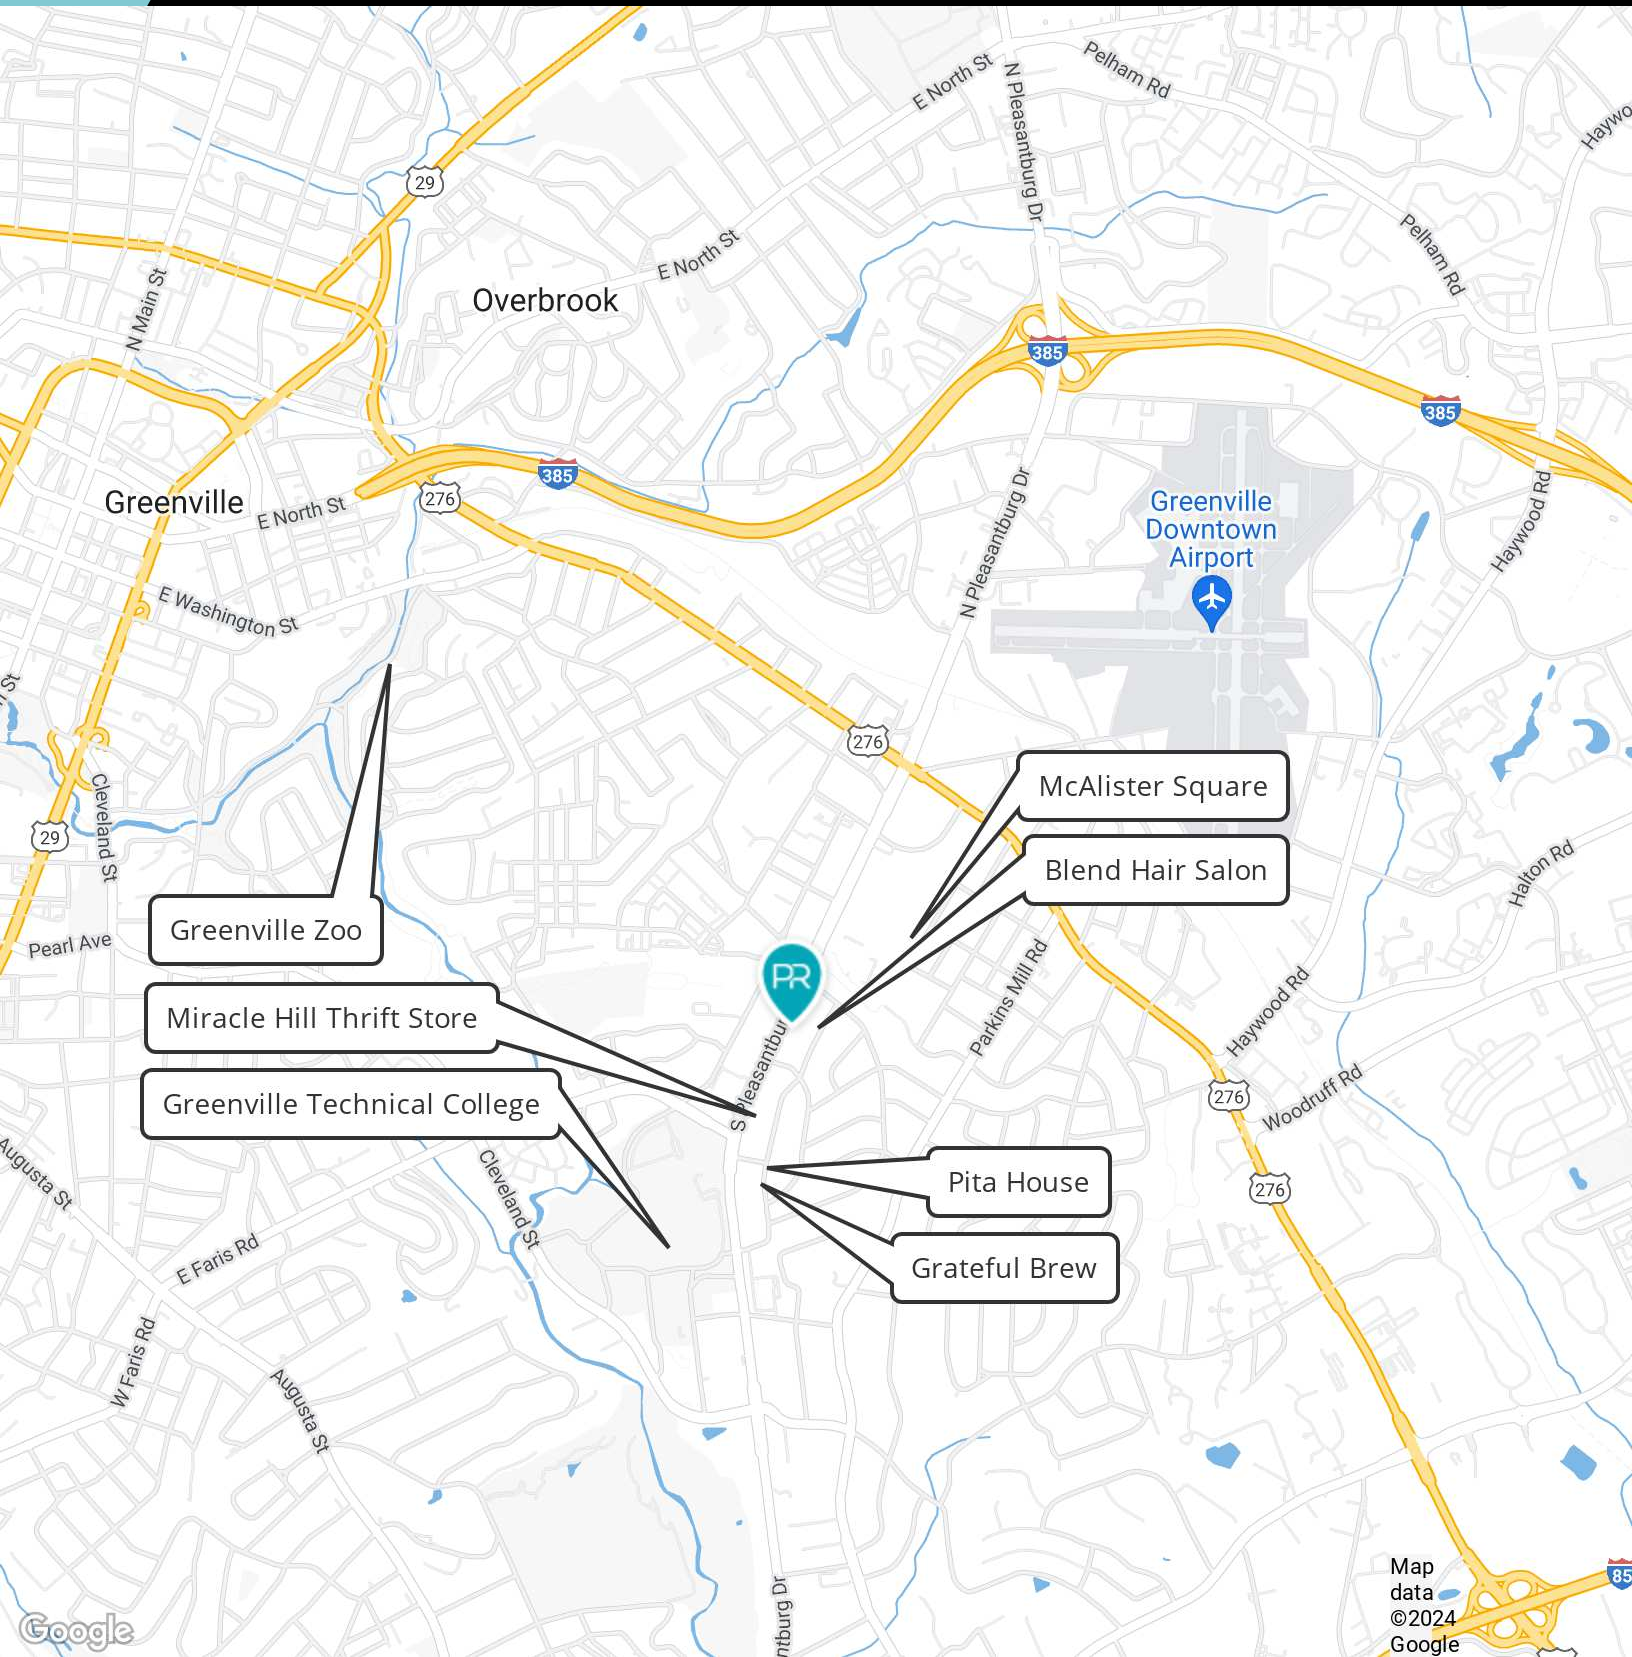 E North St
Pelham Rd
N Pleasantburg Dr
29
Pelham Rd
E North St
N Main St
Overbrook
385
385
385
276
Greenville
E North St
N Pleasantburg Dr
Haywood Rd
Greenville
Downtown
Airport
E Washington St
276
McAlister Square
Cleveland St
29
Blend Hair Salon
Halton Rd
Greenville Zoo
Pearl Ave
PR
Parkins Mill Rd
Haywood Rd
Miracle Hill Thrift Store
S Pleasantbur
Greenville Technical College
276
Woodruff Rd
Augusta St
Cleveland St
Pita House
276
E Faris Rd
Grateful Brew
W Faris Rd
Augusta St
ntburg Dr
85
Map
data
©2024
Google
Google